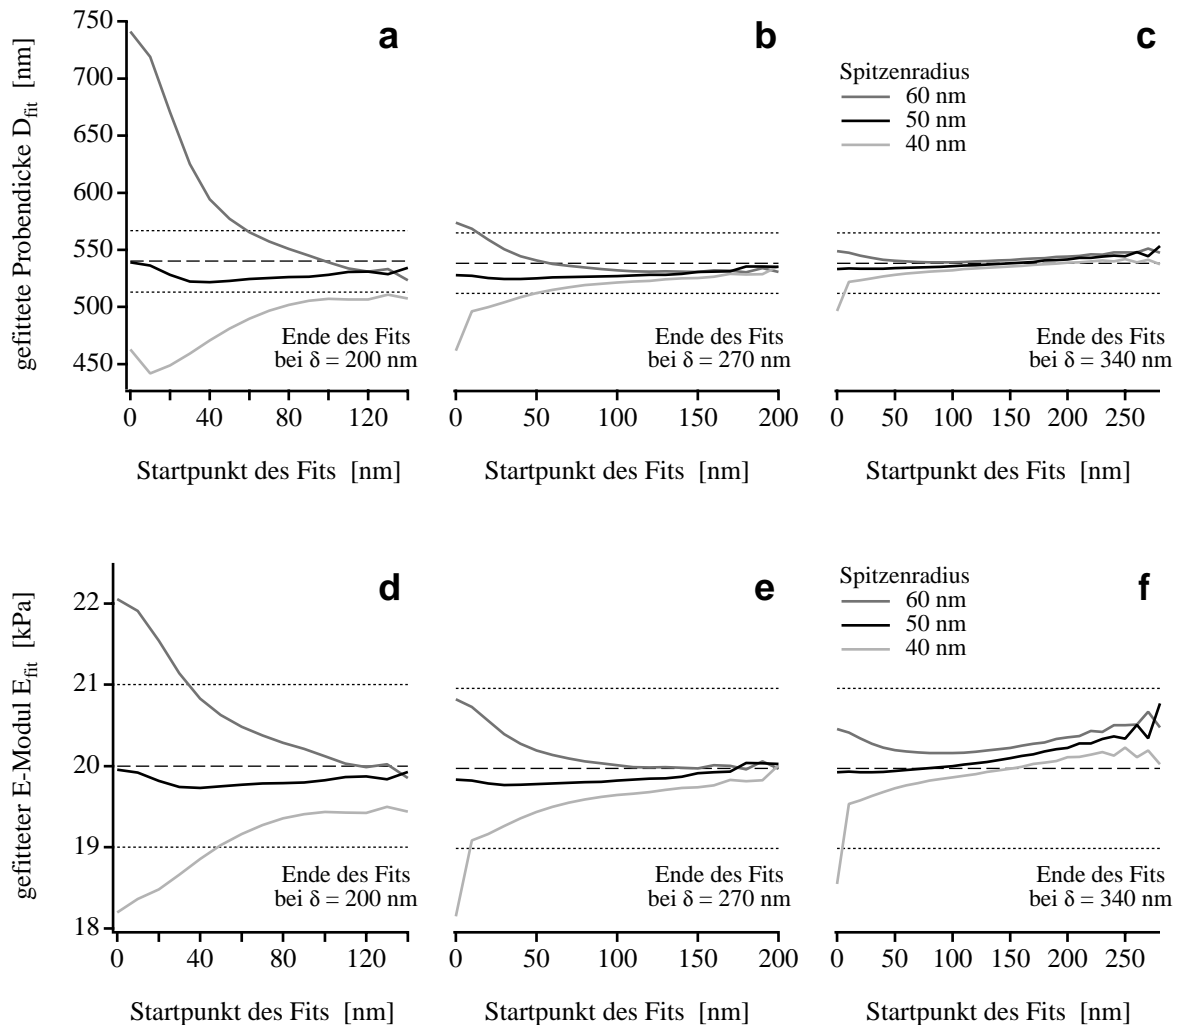 a
b
c
gefittete Probendicke D_fit [nm]
750
700
650
600
550
500
450
Spitzenradius
60 nm
50 nm
40 nm
Ende des Fits
bei δ = 200 nm
Ende des Fits
bei δ = 270 nm
Ende des Fits
bei δ = 340 nm
0 40 80 120
0 50 100 150 200
0 50 100 150 200 250
Startpunkt des Fits [nm]
Startpunkt des Fits [nm]
Startpunkt des Fits [nm]
d
e
f
gefitteter E-Modul E_fit [kPa]
22
21
20
19
18
Spitzenradius
60 nm
50 nm
40 nm
Ende des Fits
bei δ = 200 nm
Ende des Fits
bei δ = 270 nm
Ende des Fits
bei δ = 340 nm
0 40 80 120
0 50 100 150 200
0 50 100 150 200 250
Startpunkt des Fits [nm]
Startpunkt des Fits [nm]
Startpunkt des Fits [nm]